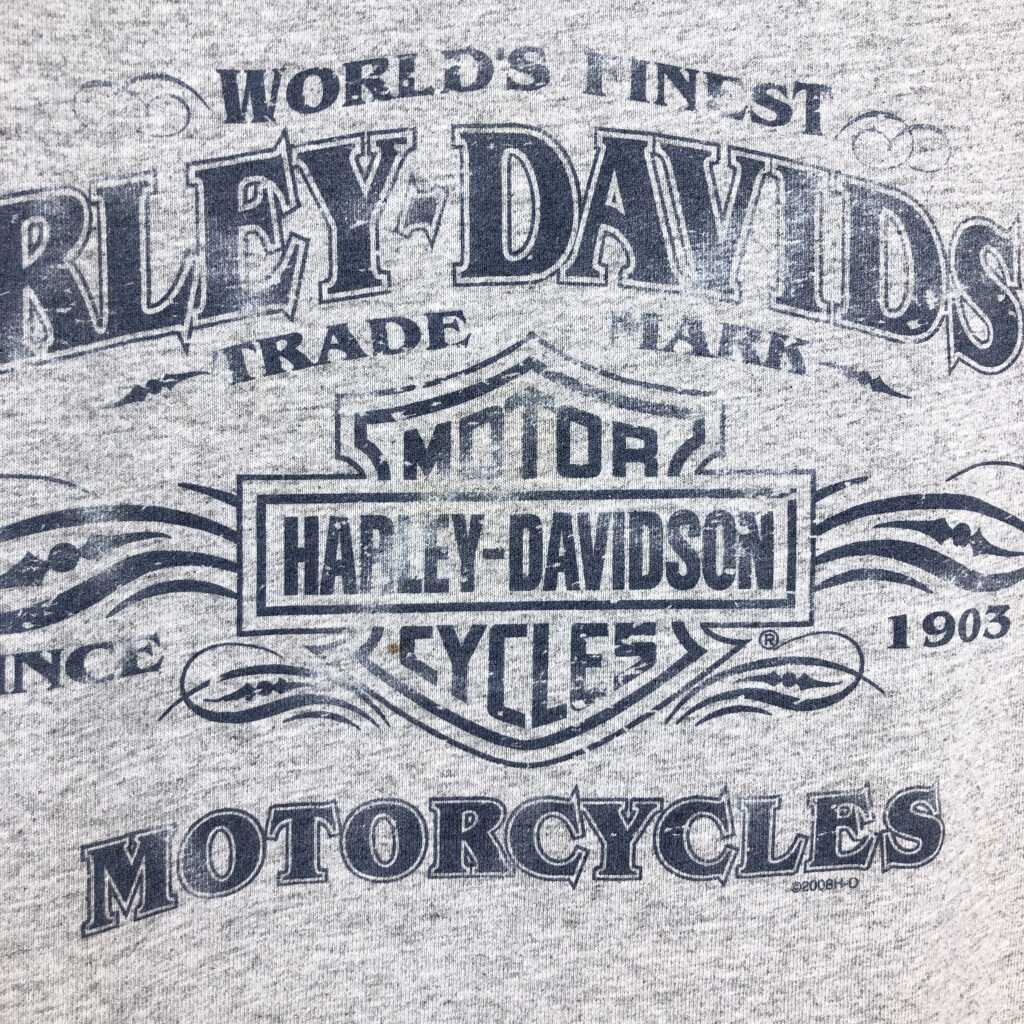 WORLD'S FINEST
RLEY-DAVIDS
TRADE MARK
MOTOR
HARLEY-DAVIDSON
CYCLES
®
INCE 1903
MOTORCYCLES
©2008H-D